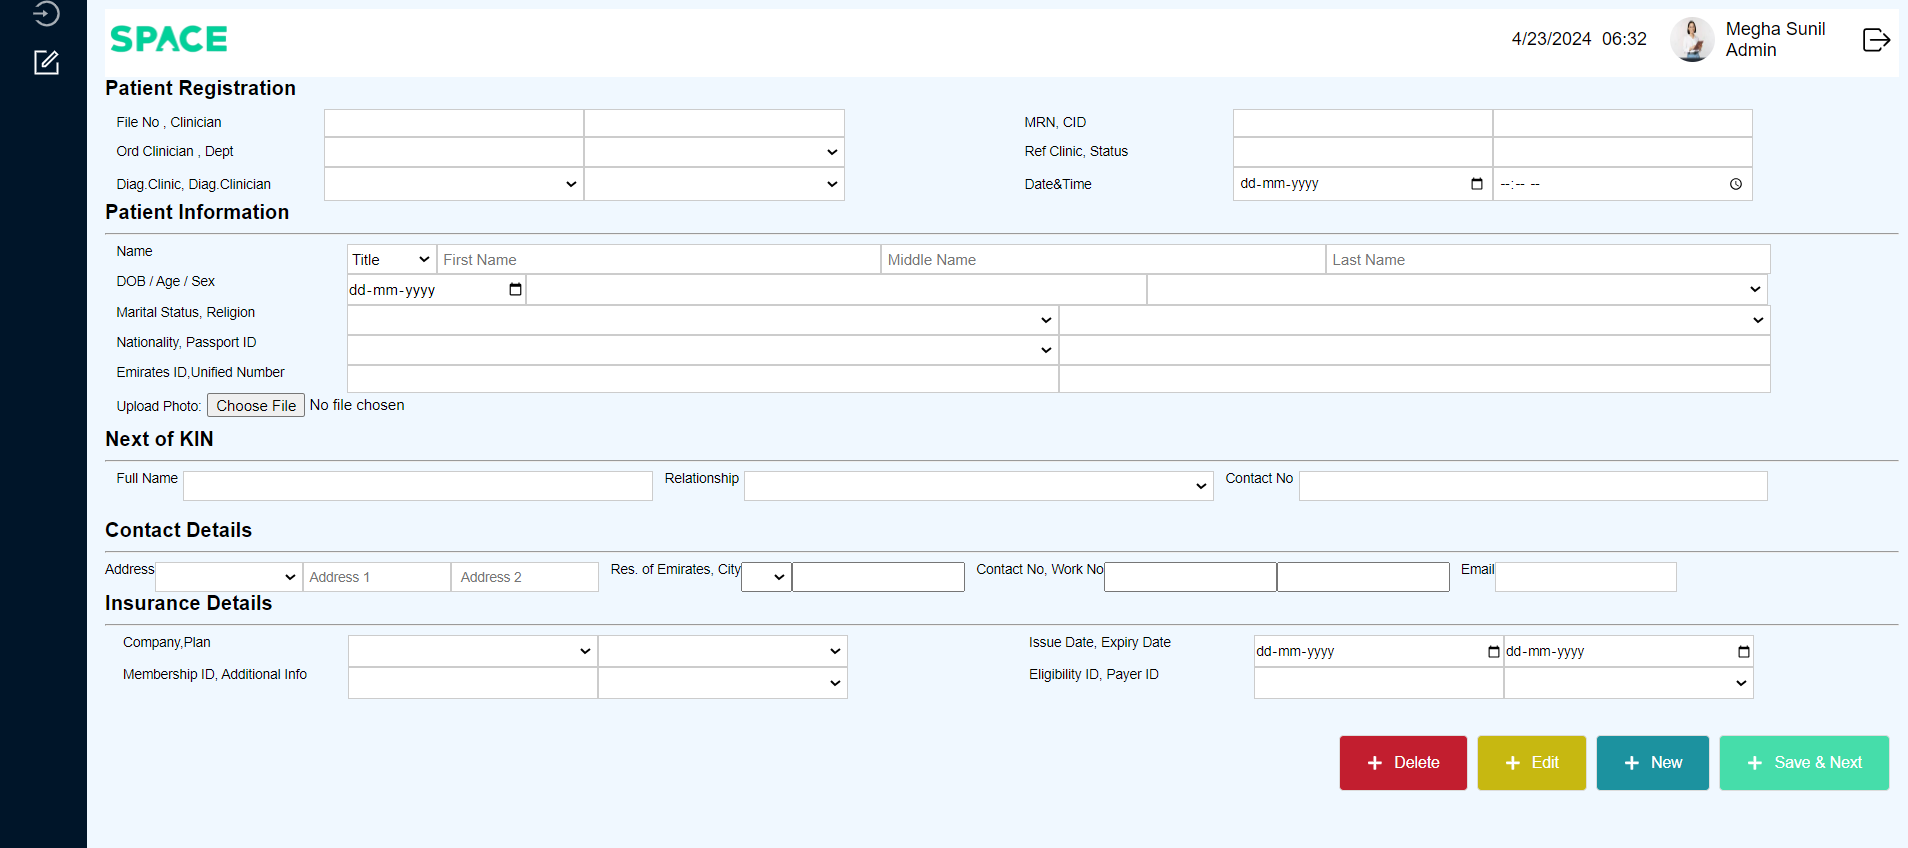 SPACE
4/23/2024 06:32
Megha Sunil
Admin
Patient Registration
File No , Clinician
MRN, CID
Ord Clinician , Dept
Ref Clinic, Status
Diag.Clinic, Diag.Clinician
Date&Time dd-mm-yyyy --:-- --
Patient Information
Name Title First Name Middle Name Last Name
DOB / Age / Sex dd-mm-yyyy
Marital Status, Religion
Nationality, Passport ID
Emirates ID,Unified Number
Upload Photo: Choose File No file chosen
Next of KIN
Full Name Relationship Contact No
Contact Details
Address Address 1 Address 2 Res. of Emirates, City Contact No, Work No Email
Insurance Details
Company,Plan Issue Date, Expiry Date dd-mm-yyyy dd-mm-yyyy
Membership ID, Additional Info Eligibility ID, Payer ID
+ Delete + Edit + New + Save & Next